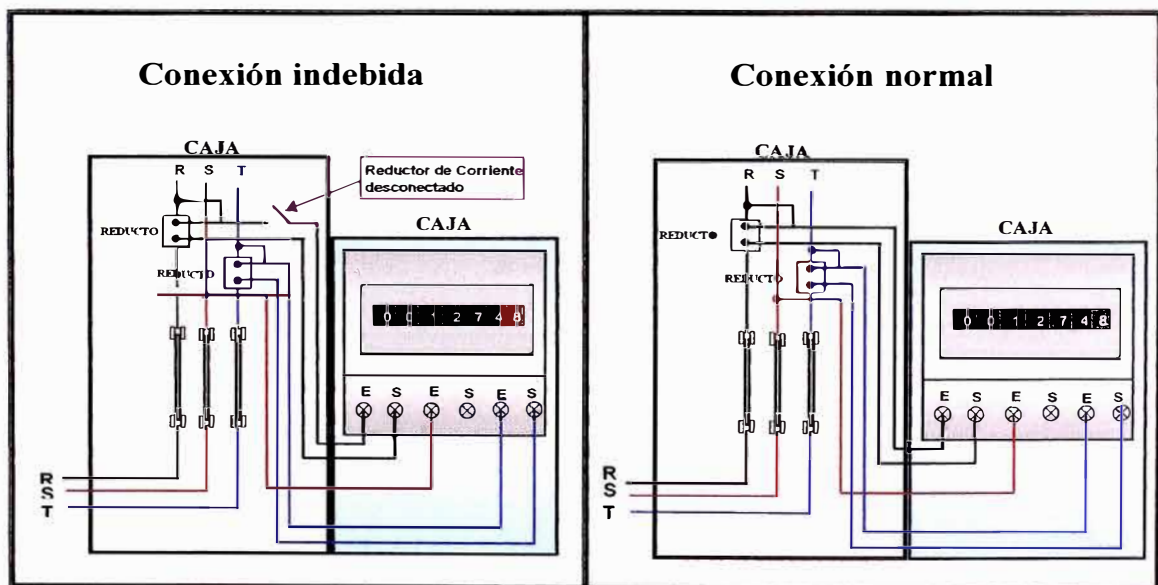 Conexión indebida
CAJA
R S T
Reductor de Corriente
desconectado
REDUCTO
CAJA
REDUCTO
0 0 1 2 7 4 8
E S E S E S
R
S
T
Conexión normal
CAJA
R S T
REDUCTO
CAJA
REDUCTO
0 0 1 2 7 4 8
E S E S E S
R
S
T